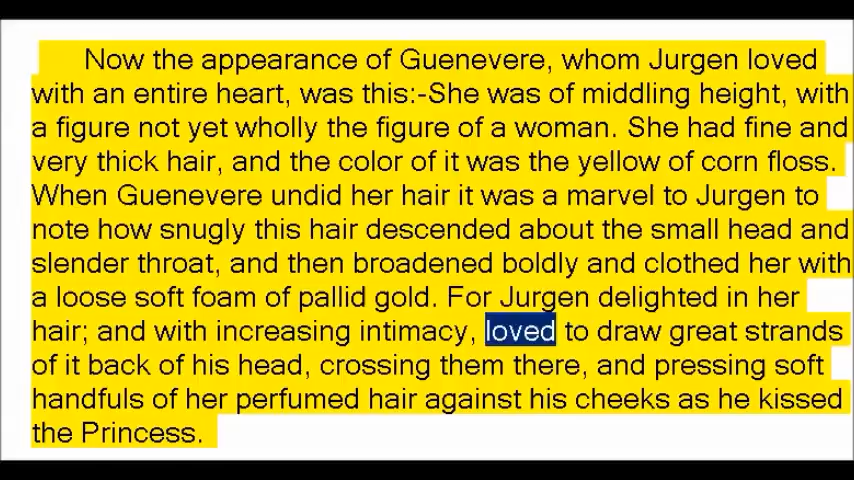 Now the appearance of Guenevere, whom Jurgen loved
with an entire heart, was this:-She was of middling height, with
a figure not yet wholly the figure of a woman. She had fine and
very thick hair, and the color of it was the yellow of corn floss.
When Guenevere undid her hair it was a marvel to Jurgen to
note how snugly this hair descended about the small head and
slender throat, and then broadened boldly and clothed her with
a loose soft foam of pallid gold. For Jurgen delighted in her
hair; and with increasing intimacy, loved to draw great strands
of it back of his head, crossing them there, and pressing soft
handfuls of her perfumed hair against his cheeks as he kissed
the Princess.